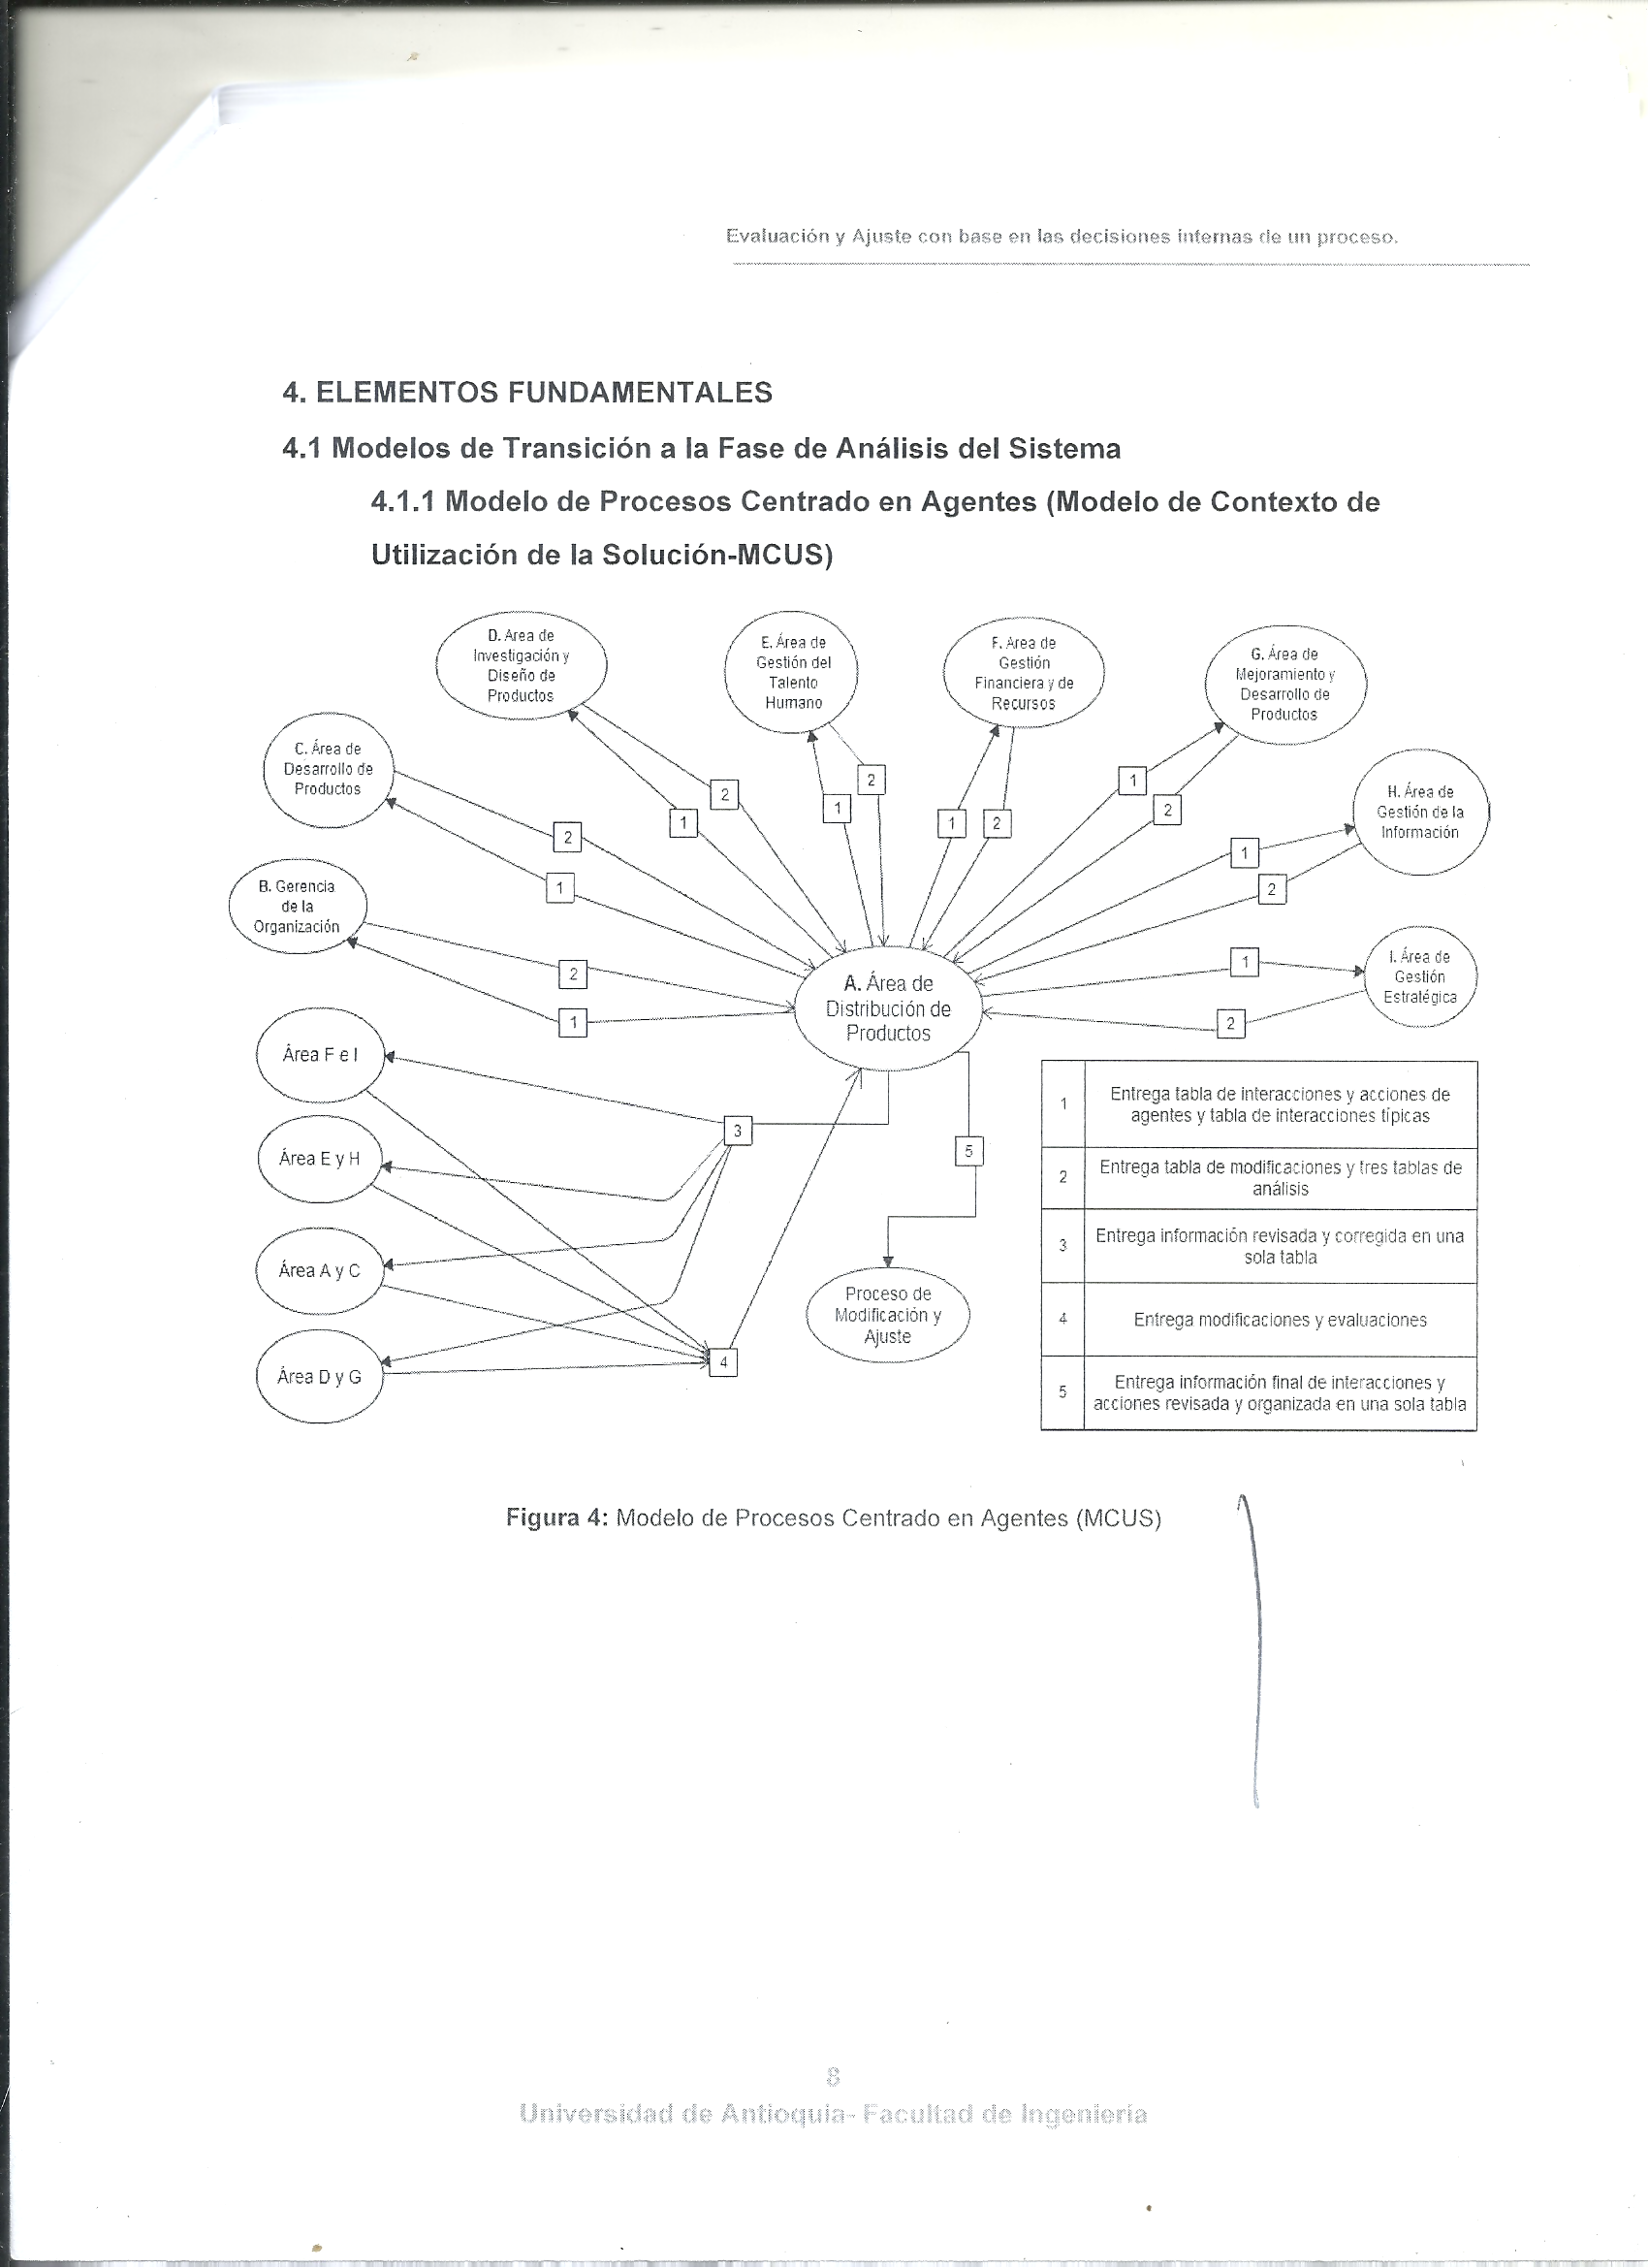 Evaluación y Ajuste con base en las decisiones internas de un proceso.
4. ELEMENTOS FUNDAMENTALES
4.1 Modelos de Transición a la Fase de Análisis del Sistema
4.1.1 Modelo de Procesos Centrado en Agentes (Modelo de Contexto de
Utilización de la Solución-MCUS)
D. Area de
Investigación y
Diseño de
Productos
E. Área de
Gestión del
Talento
Humano
F. Area de
Gestión
Financiera y de
Recursos
G. Área de
Mejoramiento y
Desarrollo de
Productos
C. Área de
Desarrollo de
Productos
H. Área de
Gestión de la
Información
B. Gerencia
de la
Organización
I. Área de
Gestión
Estratégica
A. Área de
Distribución de
Productos
2
1
2
1
2
1
2
1
1
2
1
2
1
2
1
2
Área F e I
Área E y H
Área A y C
Área D y G
3
4
5
Proceso de
Modificación y
Ajuste
1
Entrega tabla de interacciones y acciones de
agentes y tabla de interacciones típicas
2
Entrega tabla de modificaciones y tres tablas de
análisis
3
Entrega información revisada y corregida en una
sola tabla
4
Entrega modificaciones y evaluaciones
5
Entrega información final de interacciones y
acciones revisada y organizada en una sola tabla
Figura 4: Modelo de Procesos Centrado en Agentes (MCUS)
8
Universidad de Antioquia- Facultad de Ingeniería